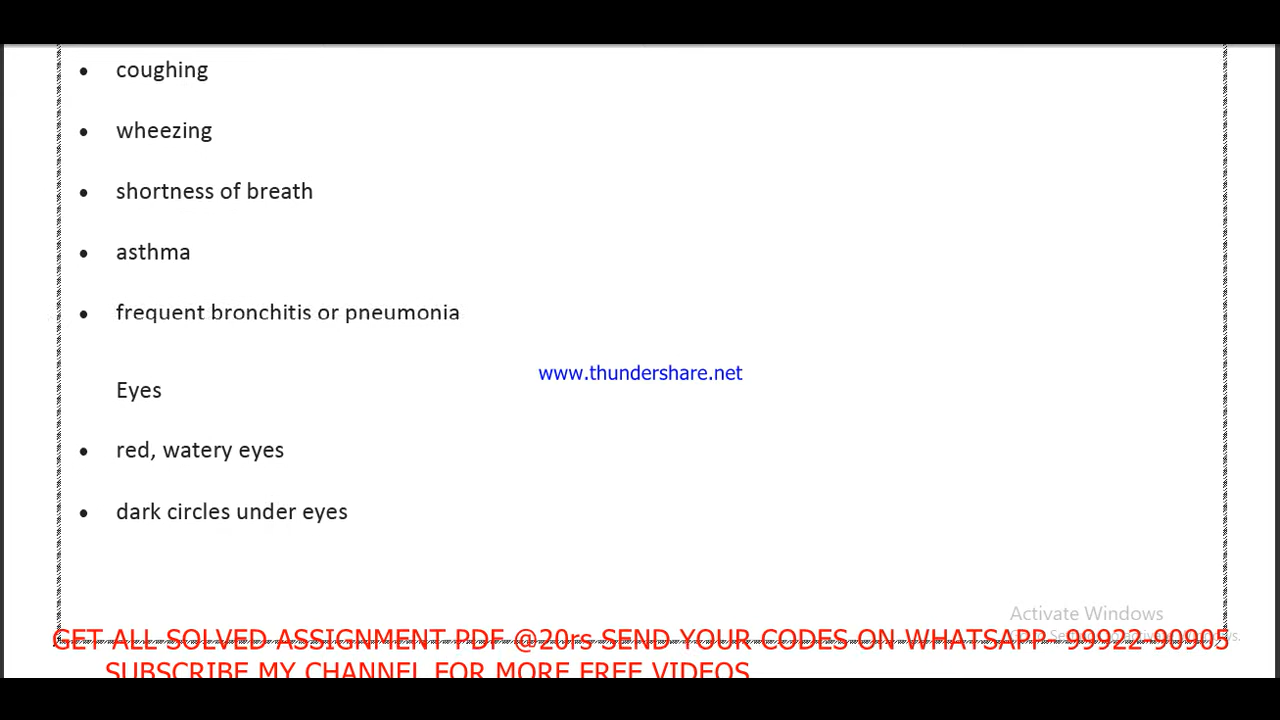 • coughing
• wheezing
• shortness of breath
• asthma
• frequent bronchitis or pneumonia
www.thundershare.net
Eyes
• red, watery eyes
• dark circles under eyes
Activate Windows
GET ALL SOLVED ASSIGNMENT PDF @20rs SEND YOUR CODES ON WHATSAPP - 99922-90905
SUBSCRIBE MY CHANNEL FOR MORE FREE VIDEOS